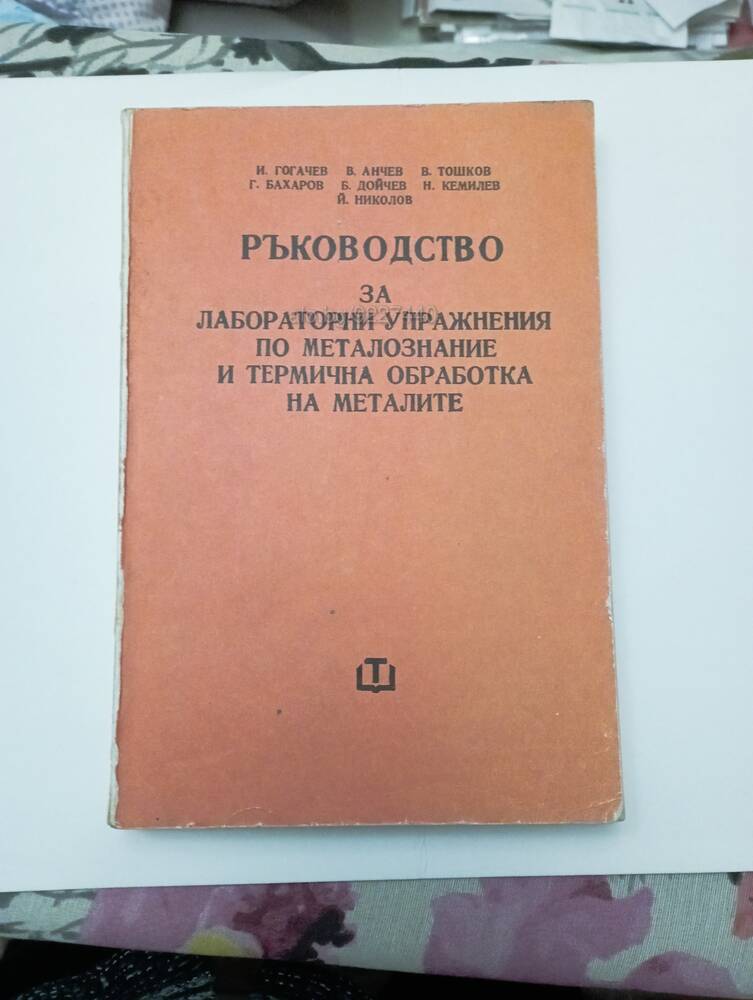 И. ГОГАЧЕВ В. АНЧЕВ В. ТОШКОВ
Г. БАХАРОВ Б. ДОЙЧЕВ Н. КЕМИЛЕВ
Й. НИКОЛОВ
РЪКОВОДСТВО
ЗА
ЛАБОРАТОРНИ УПРАЖНЕНИЯ
ПО МЕТАЛОЗНАНИЕ
И ТЕРМИЧНА ОБРАБОТКА
НА МЕТАЛИТЕ
Т